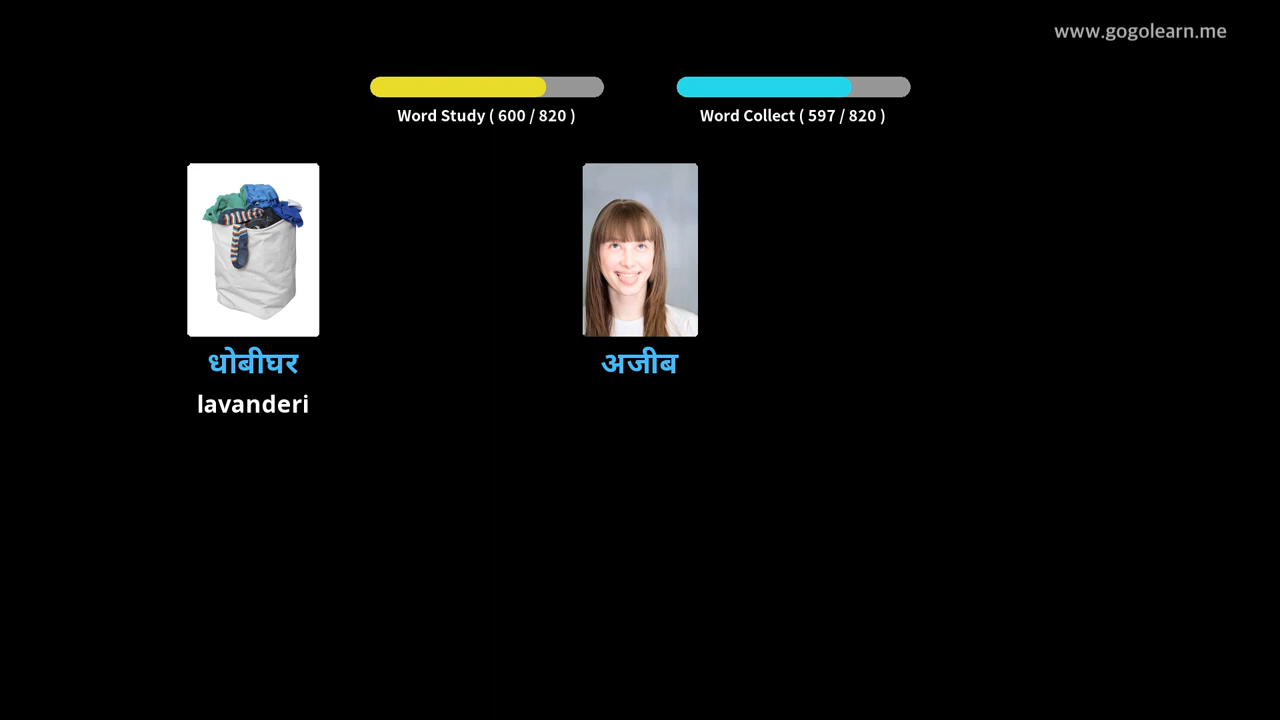 www.gogolearn.me
Word Study ( 600 / 820 )
Word Collect ( 597 / 820 )
धोबीघर
अजीब
lavanderi